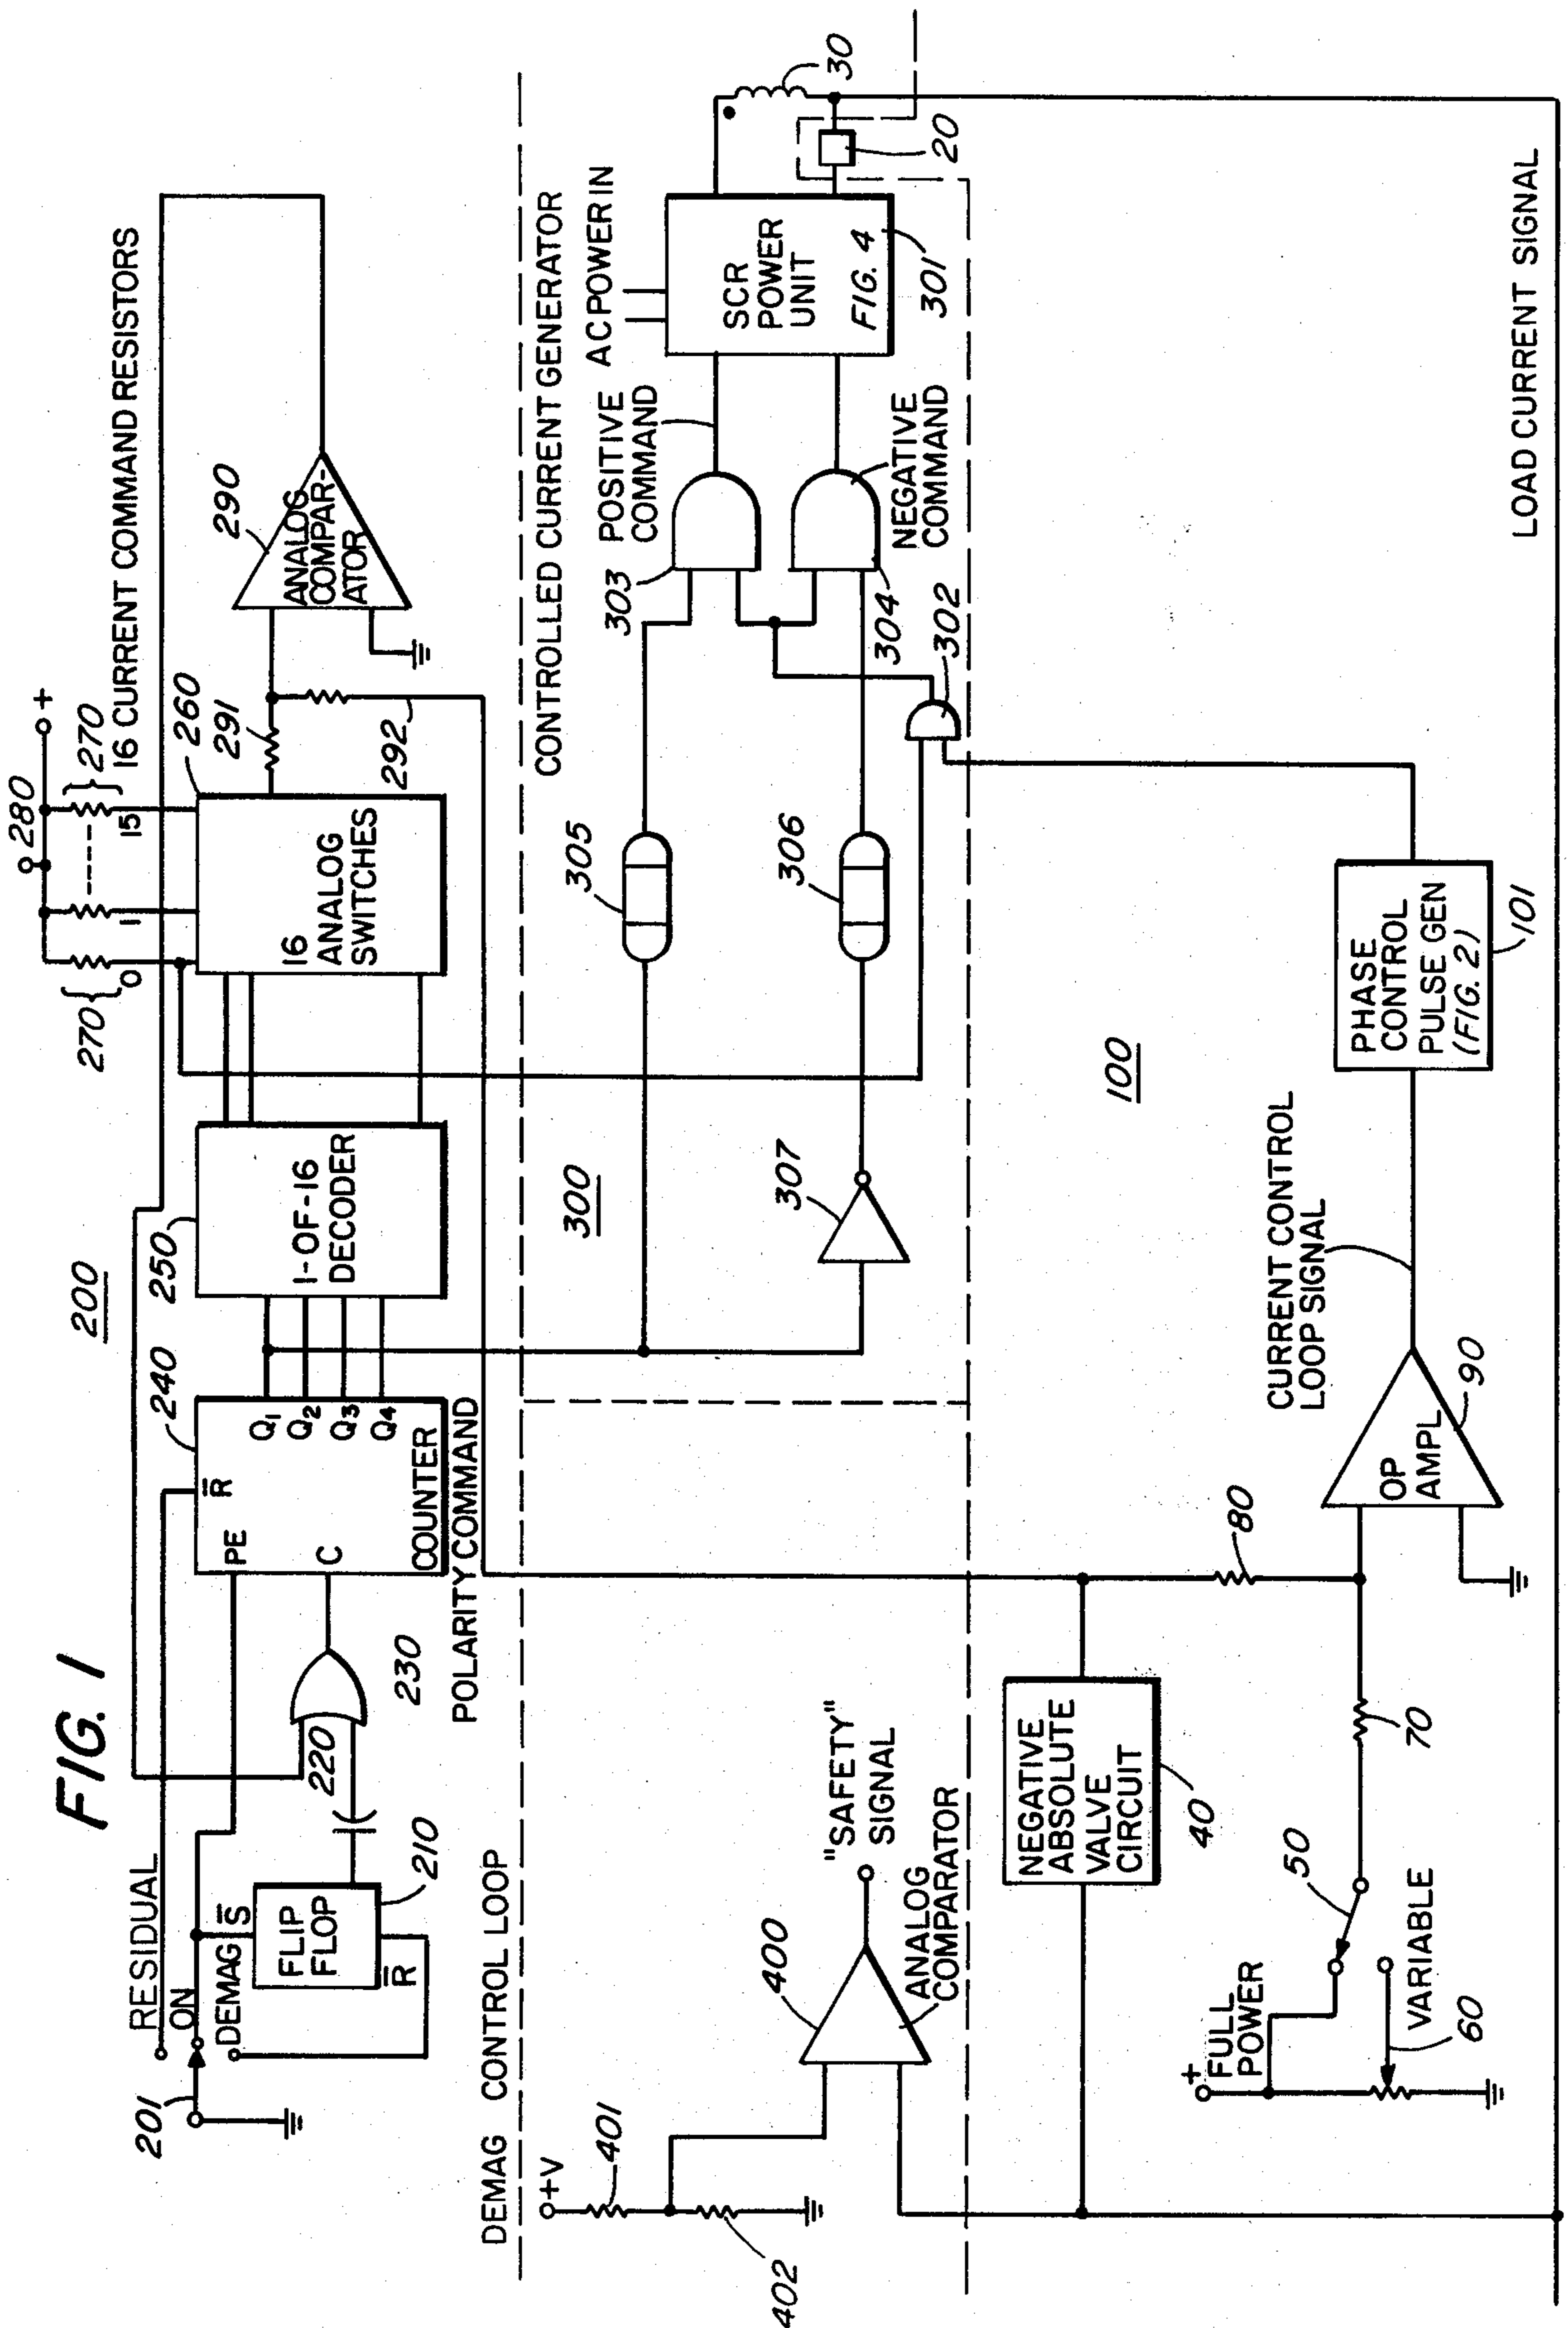 FIG. 1
200
RESIDUAL
ON
DEMAG
201
S̅
FLIP
FLOP
R̅
210
220
230
240
R̅
PE
C
Q1
Q2
Q3
Q4
COUNTER
POLARITY COMMAND
250
1-OF-16
DECODER
270
0
1
15
280
+
270
16 CURRENT COMMAND RESISTORS
260
16
ANALOG
SWITCHES
291
292
290
ANALOG
COMPAR-
ATOR
DEMAG CONTROL LOOP
CONTROLLED CURRENT GENERATOR
+V
401
402
400
"SAFETY"
SIGNAL
ANALOG
COMPARATOR
300
305
306
307
303
304
302
POSITIVE
COMMAND
NEGATIVE
COMMAND
AC POWER IN
SCR
POWER
UNIT
FIG. 4
301
30
20
100
NEGATIVE
ABSOLUTE
VALVE
CIRCUIT
40
+
FULL
POWER
50
VARIABLE
60
70
80
OP
AMPL
90
CURRENT CONTROL
LOOP SIGNAL
PHASE
CONTROL
PULSE GEN
(FIG. 2)
101
LOAD CURRENT SIGNAL